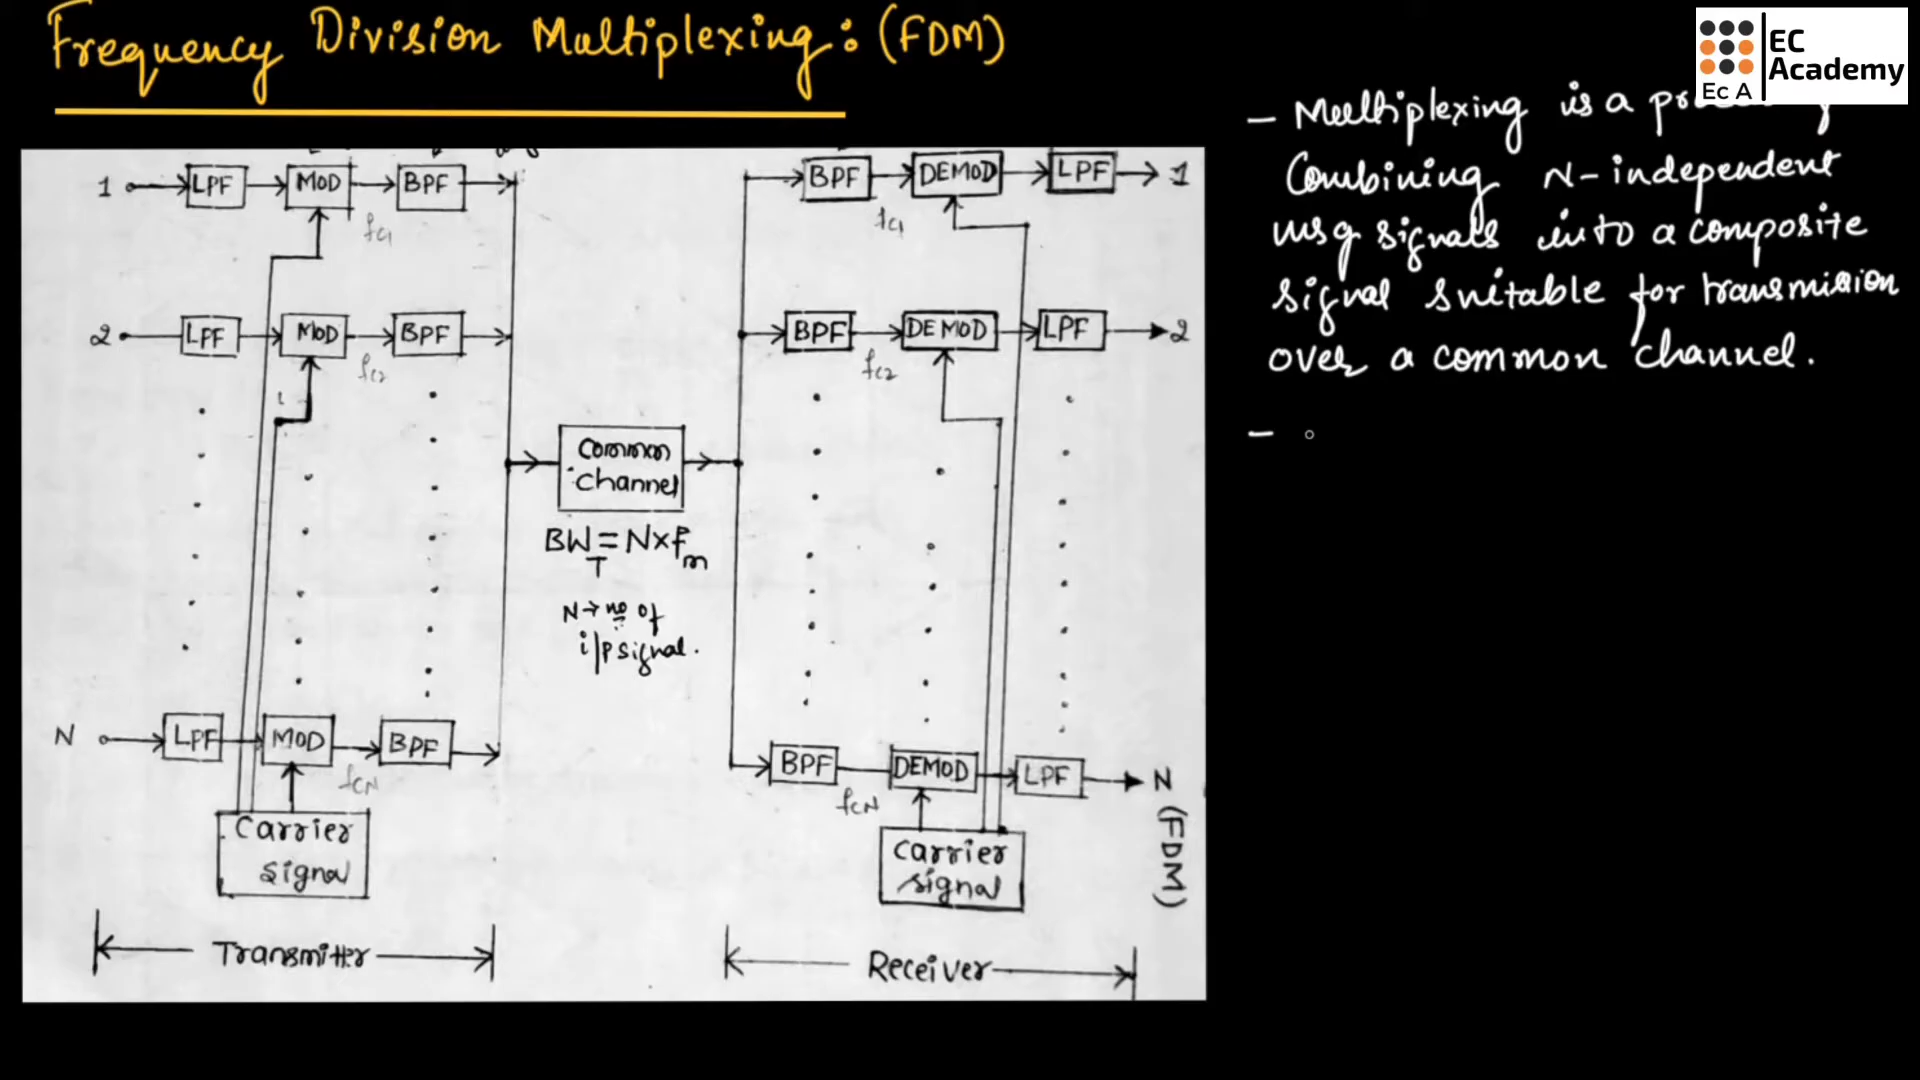 Frequency Division Multiplexing: (FDM)
EC
Academy
Ec A
- Multiplexing is a
Combining N-independent
msg signals into a composite
signal suitable for transmission
over a common channel.
-
1 LPF MOD BPF
fc1
2 LPF MOD BPF
fc2
N LPF MOD BPF
fcN
Carrier
signal
Transmitter
Common
Channel
BW_T = N×fm
N→ no of
i/p signal.
BPF DEMOD LPF 1
fc1
BPF DEMOD LPF 2
fc2
BPF DEMOD LPF N
fcN
Carrier
signal
Receiver
(FDM)